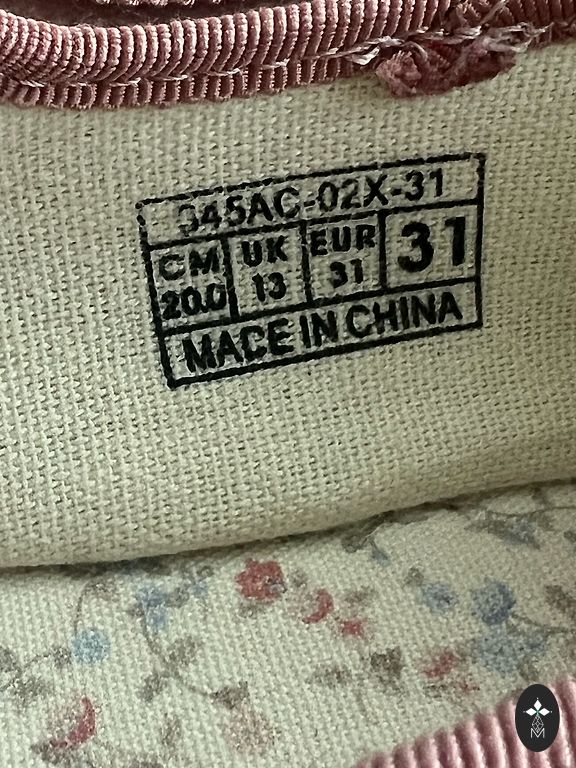 345AC-02X-31
CM UK EUR 31
20.0 13 31
MADE IN CHINA
M